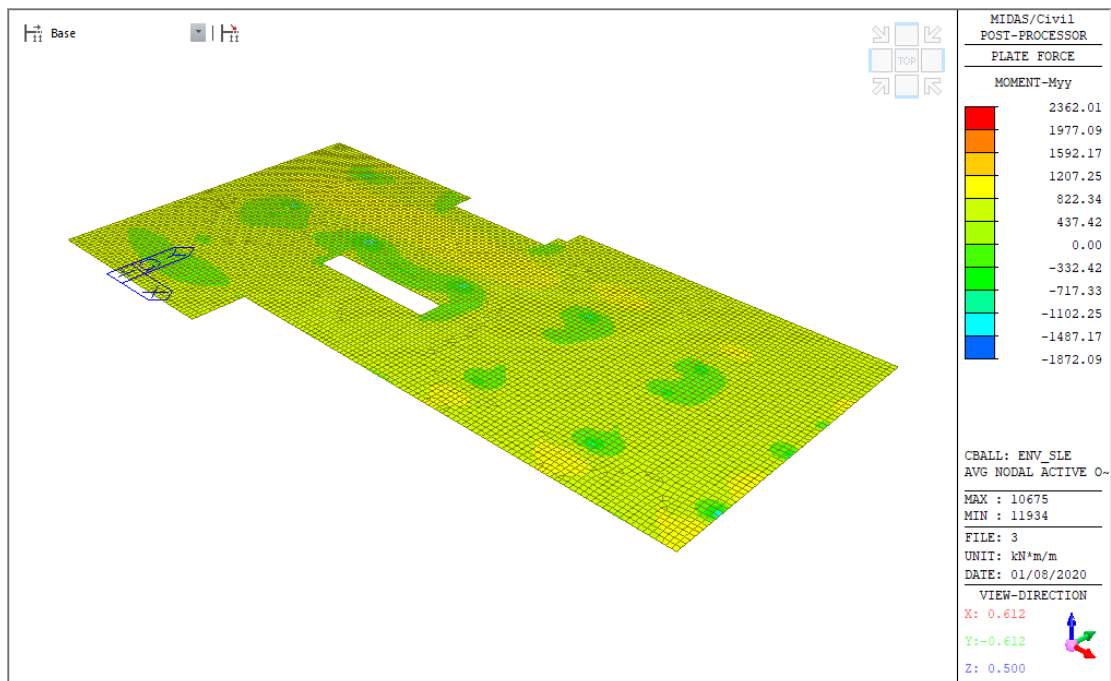 Base
TOP
MIDAS/Civil
POST-PROCESSOR
PLATE FORCE
MOMENT-Myy
2362.01
1977.09
1592.17
1207.25
822.34
437.42
0.00
-332.42
-717.33
-1102.25
-1487.17
-1872.09
CBALL: ENV_SLE
AVG NODAL ACTIVE O~
MAX : 10675
MIN : 11934
FILE: 3
UNIT: kN*m/m
DATE: 01/08/2020
VIEW-DIRECTION
X: 0.612
Y:-0.612
Z: 0.500